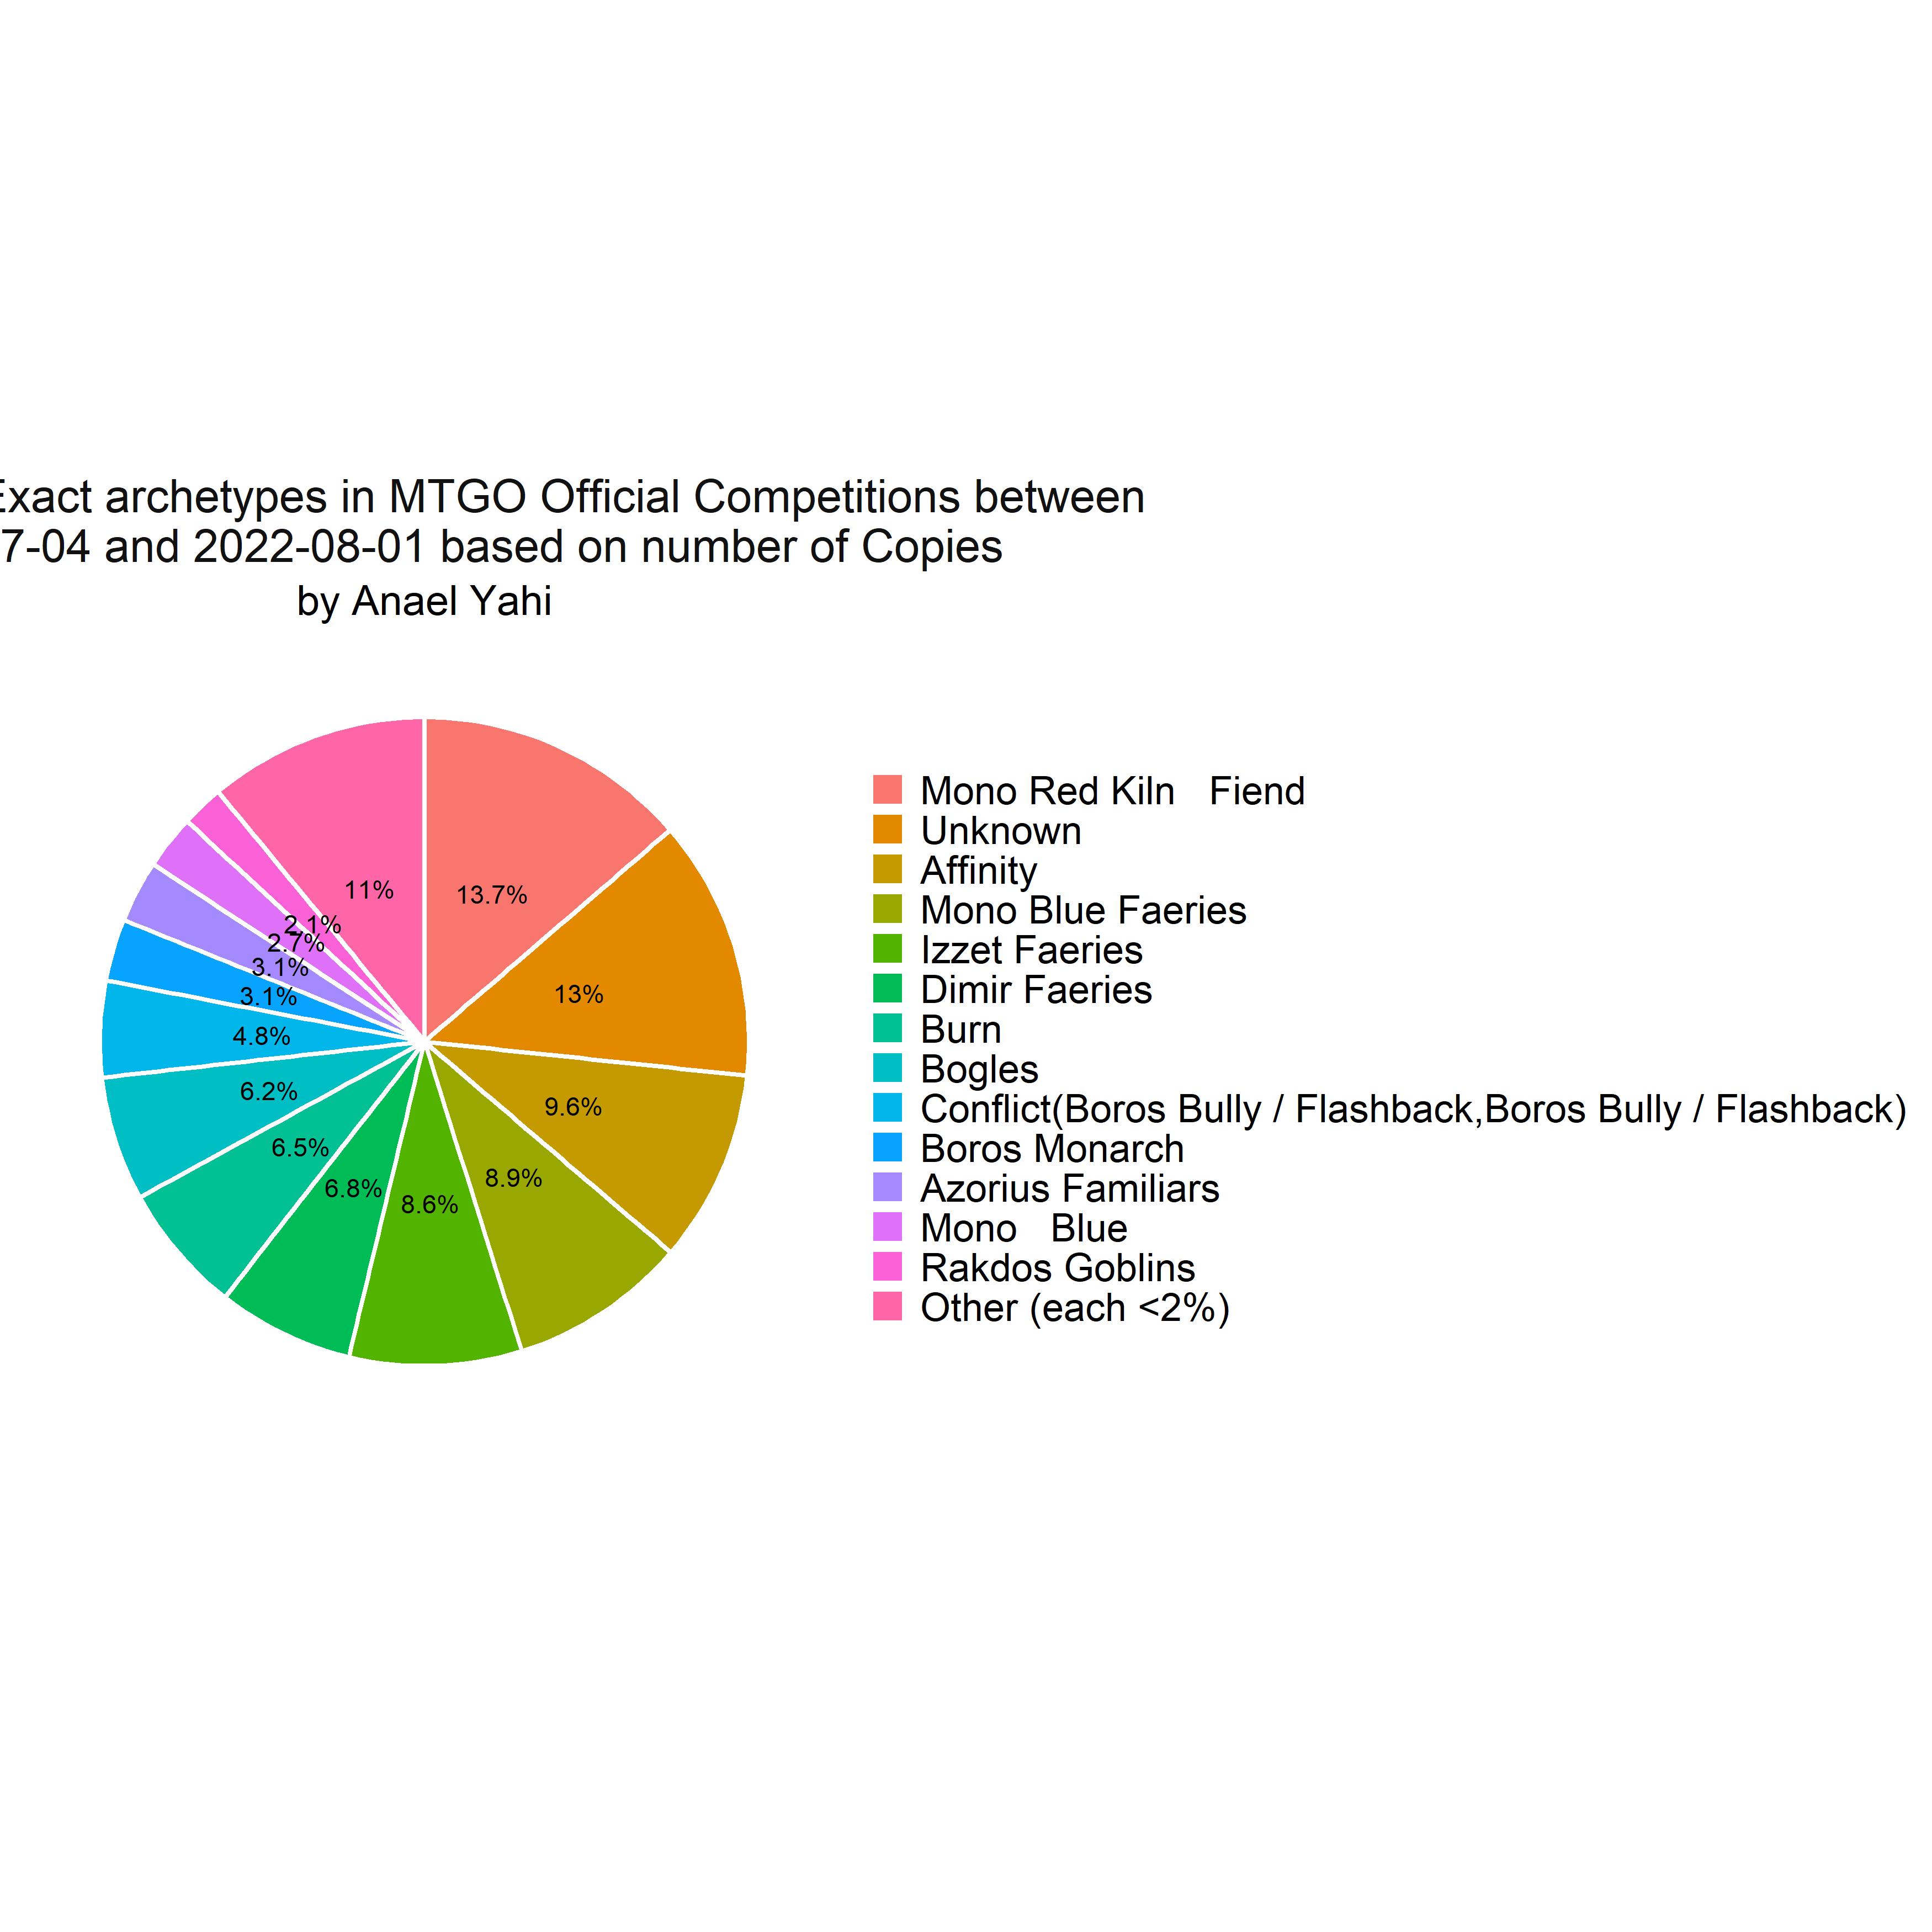 xact archetypes in MTGO Official Competitions between
7-04 and 2022-08-01 based on number of Copies
by Anael Yahi
11%
13.7%
2.1%
2.7%
3.1%
3.1%
13%
4.8%
6.2%
9.6%
6.5%
8.9%
6.8%
8.6%
Mono Red Kiln   Fiend
Unknown
Affinity
Mono Blue Faeries
Izzet Faeries
Dimir Faeries
Burn
Bogles
Conflict(Boros Bully / Flashback,Boros Bully / Flashback)
Boros Monarch
Azorius Familiars
Mono   Blue
Rakdos Goblins
Other (each <2%)